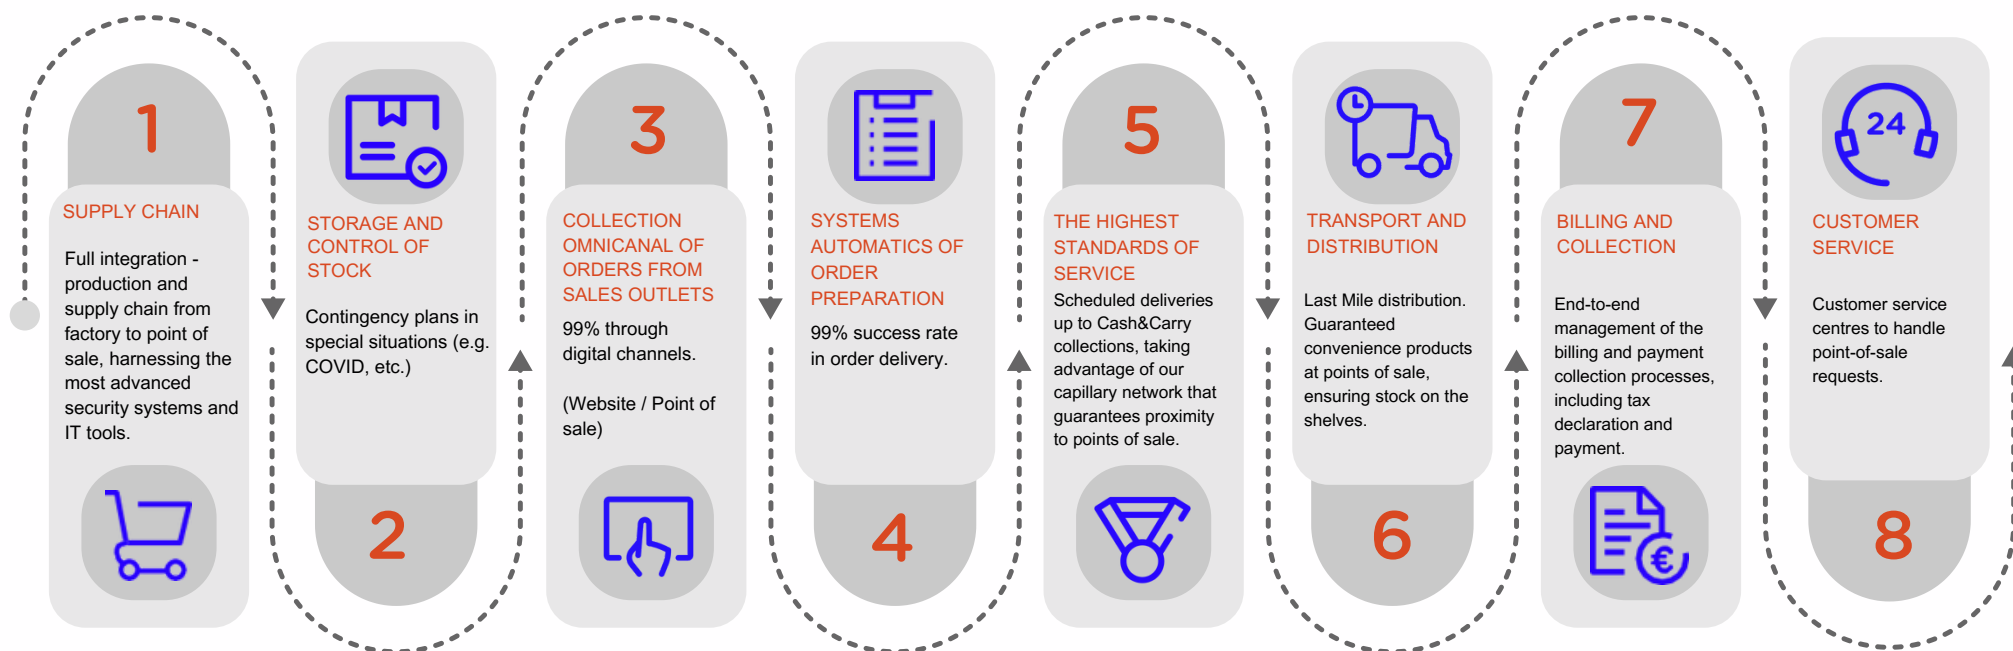 1
SUPPLY CHAIN
Full integration -
production and
supply chain from
factory to point of
sale, harnessing the
most advanced
security systems and
IT tools.
STORAGE AND
CONTROL OF
STOCK
Contingency plans in
special situations (e.g.
COVID, etc.)
2
3
COLLECTION
OMNICANAL OF
ORDERS FROM
SALES OUTLETS
99% through
digital channels.
(Website / Point of
sale)
SYSTEMS
AUTOMATICS OF
ORDER
PREPARATION
99% success rate
in order delivery.
4
5
THE HIGHEST
STANDARDS OF
SERVICE
Scheduled deliveries
up to Cash&Carry
collections, taking
advantage of our
capillary network that
guarantees proximity
to points of sale.
TRANSPORT AND
DISTRIBUTION
Last Mile distribution.
Guaranteed
convenience products
at points of sale,
ensuring stock on the
shelves.
6
7
BILLING AND
COLLECTION
End-to-end
management of the
billing and payment
collection processes,
including tax
declaration and
payment.
€
24
CUSTOMER
SERVICE
Customer service
centres to handle
point-of-sale
requests.
8